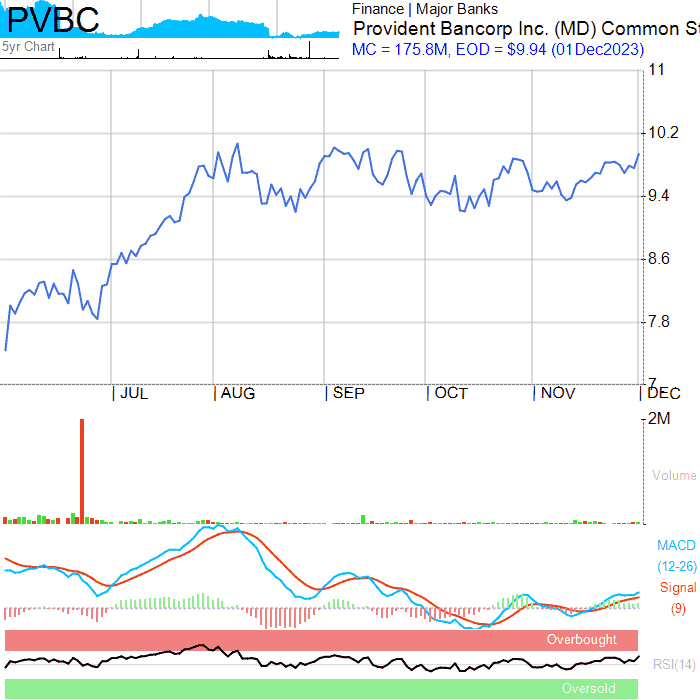 PVBC
5yr Chart
Finance | Major Banks
Provident Bancorp Inc. (MD) Common St
MC = 175.8M, EOD = $9.94 (01Dec2023)
11
10.2
9.4
8.6
7.8
7
| JUL | AUG | SEP | OCT | NOV | DEC
2M
Volume
MACD
(12-26)
Signal
(9)
Overbought
RSI(14)
Oversold